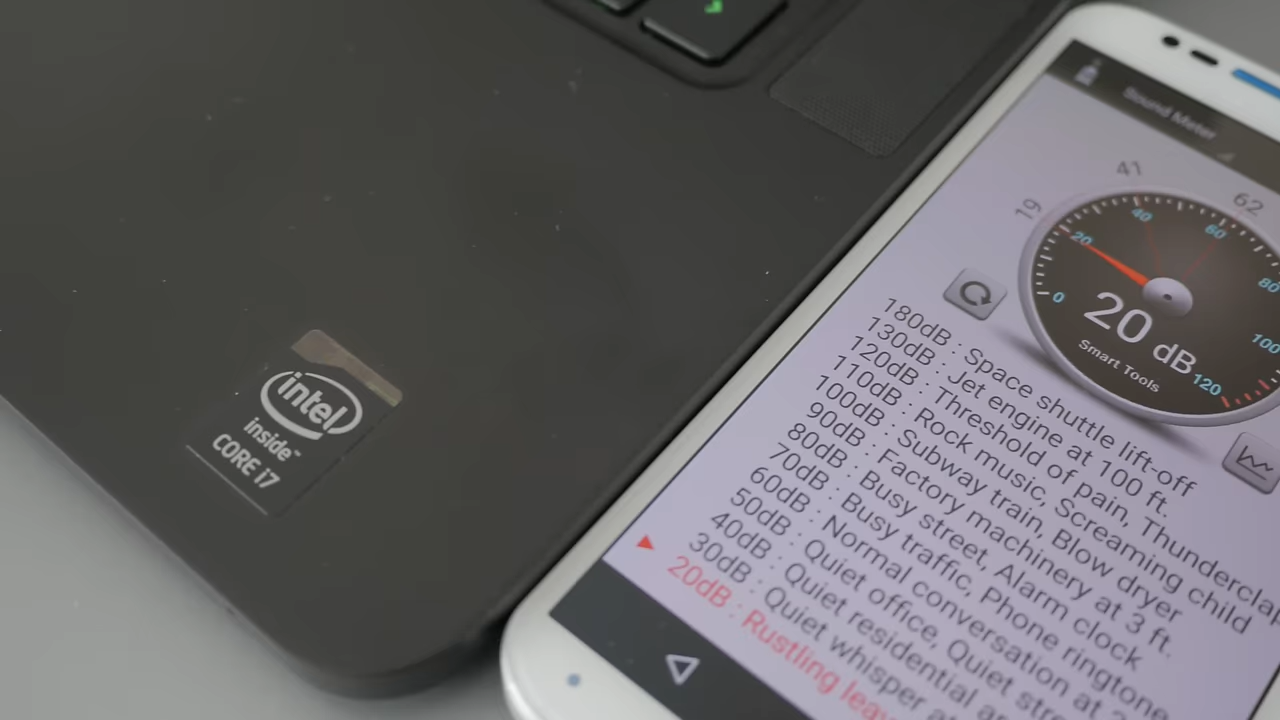 intel
inside™
CORE i7
Sound Meter
19
41
62
0
20
40
60
80
100
120
20 dB
Smart Tools
180dB : Space shuttle lift-off
130dB : Jet engine at 100 ft.
120dB : Threshold of pain, Thunderclap
110dB : Rock music, Screaming child
100dB : Subway train, Blow dryer
90dB : Factory machinery at 3 ft.
80dB : Busy street, Alarm clock
70dB : Busy traffic, Phone ringtone
60dB : Normal conversation at
50dB : Quiet office, Quiet
40dB : Quiet residential
30dB : Quiet whisper
20dB : Rustling